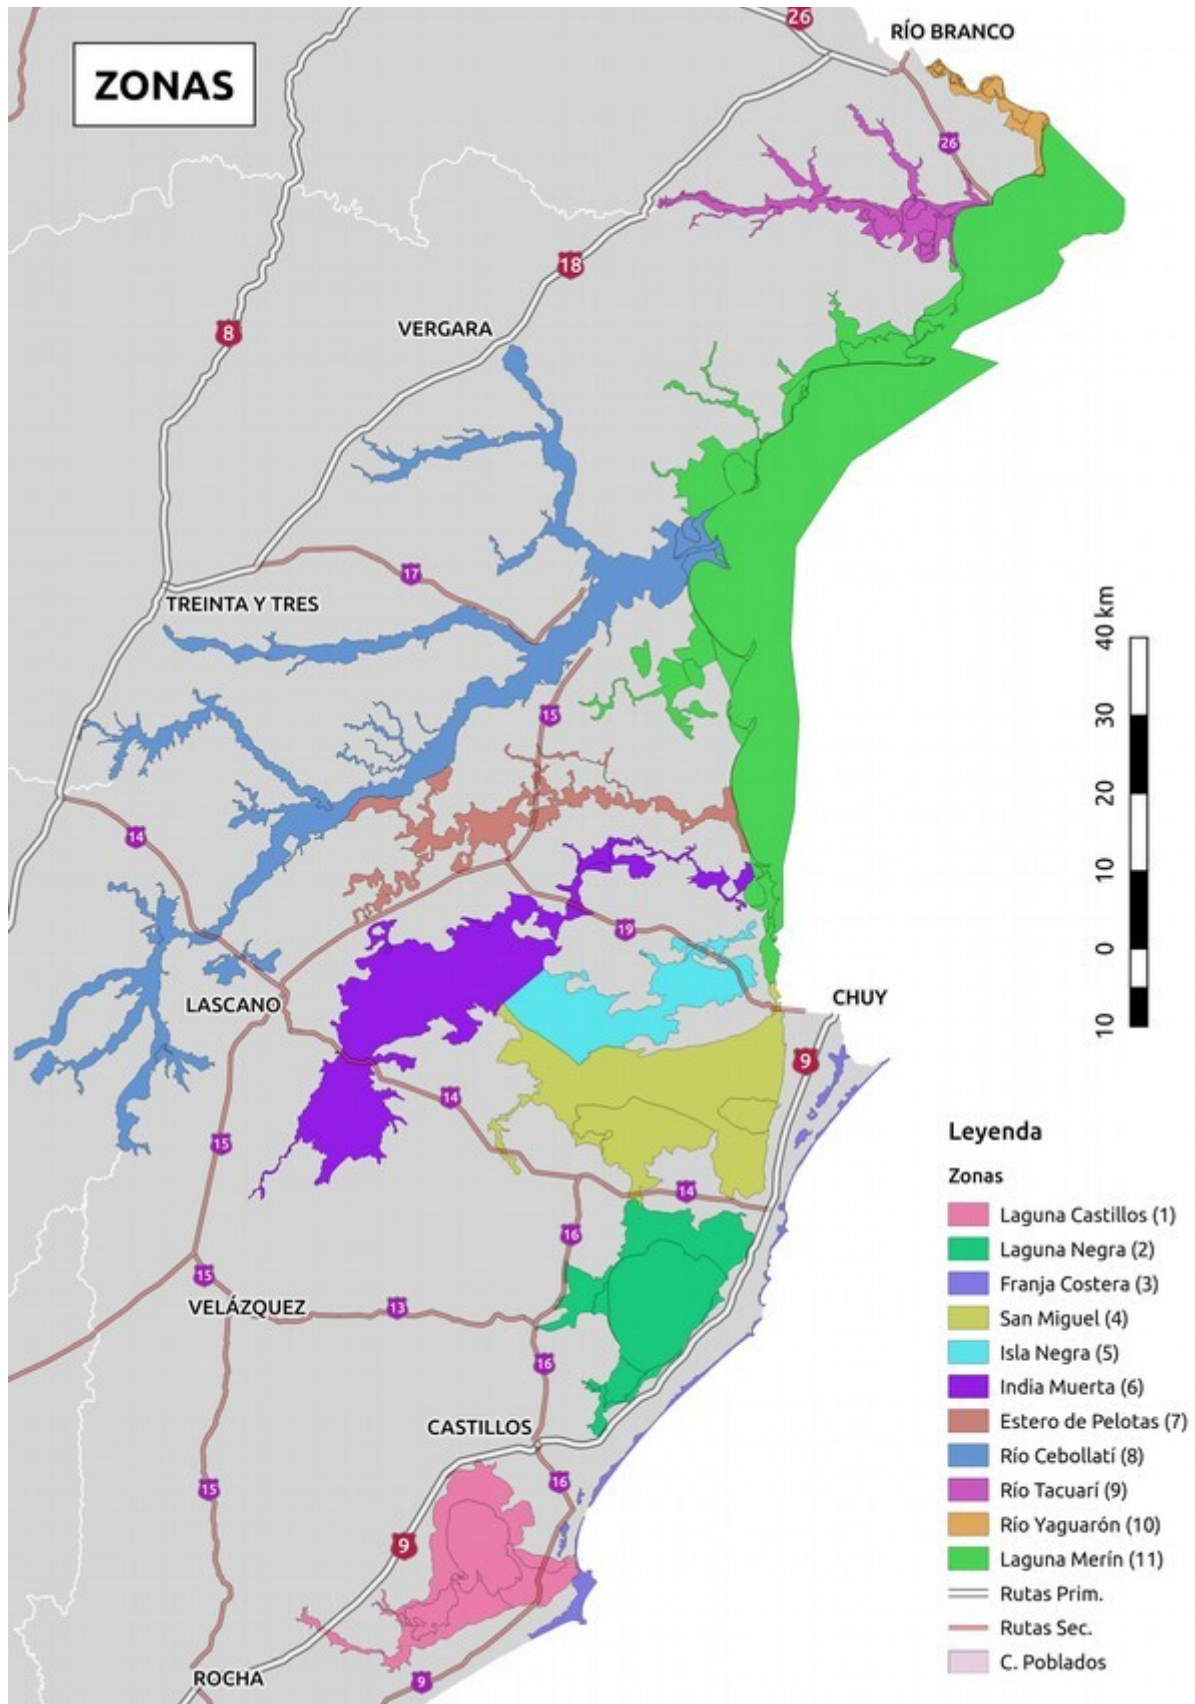 26
RÍO BRANCO
ZONAS
26
18
8
VERGARA
17
TREINTA Y TRES
40 km
30
20
10
0
10
15
14
19
LASCANO
CHUY
9
14
15
14
16
15
VELÁZQUEZ
13
16
CASTILLOS
15
16
9
ROCHA
9
Leyenda
Zonas
Laguna Castillos (1)
Laguna Negra (2)
Franja Costera (3)
San Miguel (4)
Isla Negra (5)
India Muerta (6)
Estero de Pelotas (7)
Río Cebollatí (8)
Río Tacuarí (9)
Río Yaguarón (10)
Laguna Merín (11)
Rutas Prim.
Rutas Sec.
C. Poblados